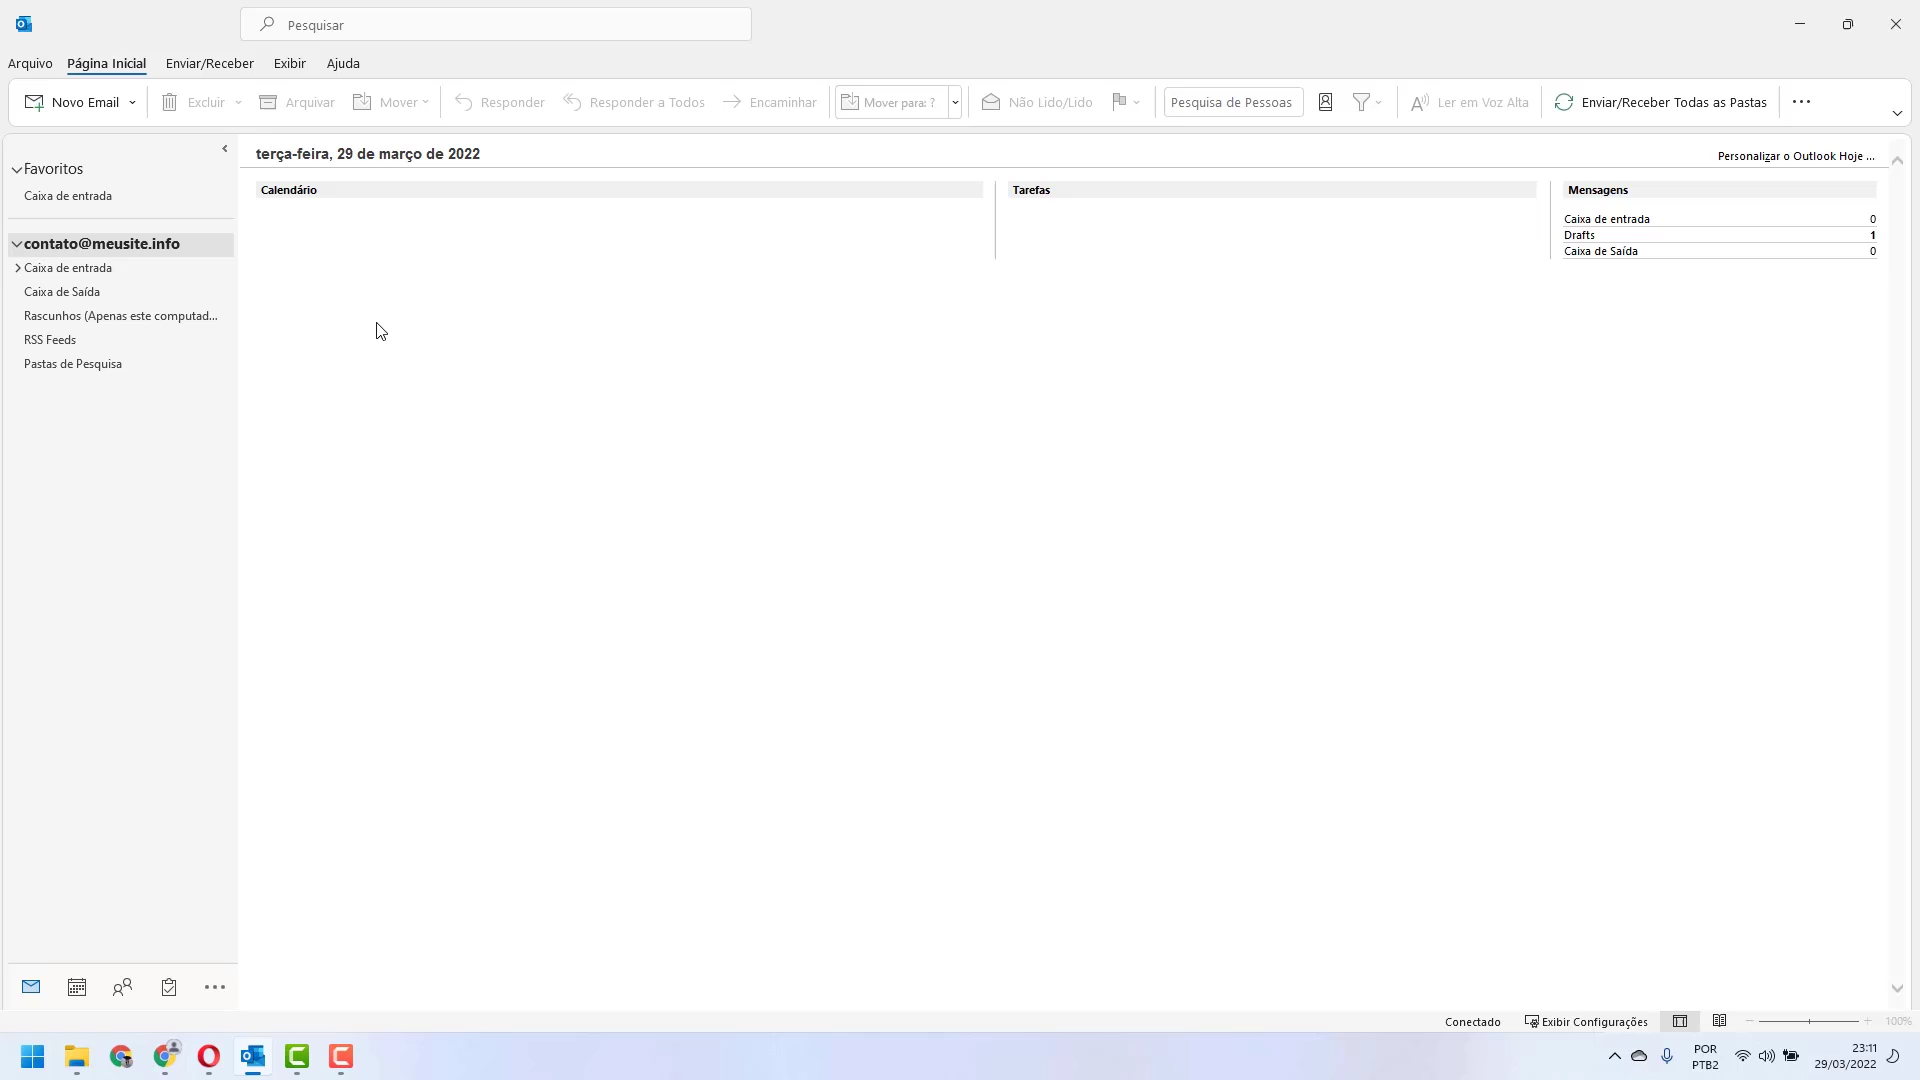 Pesquisar
Arquivo Página Inicial Enviar/Receber Exibir Ajuda
Novo Email Excluir Arquivar Mover Responder Responder a Todos Encaminhar Mover para: ? Não Lido/Lido Pesquisa de Pessoas Ler em Voz Alta Enviar/Receber Todas as Pastas
Favoritos
Caixa de entrada
contato@meusite.info
Caixa de entrada
Caixa de Saída
Rascunhos (Apenas este computad...
RSS Feeds
Pastas de Pesquisa
terça-feira, 29 de março de 2022
Personalizar o Outlook Hoje ...
Calendário
Tarefas
Mensagens
Caixa de entrada 0
Drafts 1
Caixa de Saída 0
Conectado Exibir Configurações 100%
POR
PTB2
23:11
29/03/2022